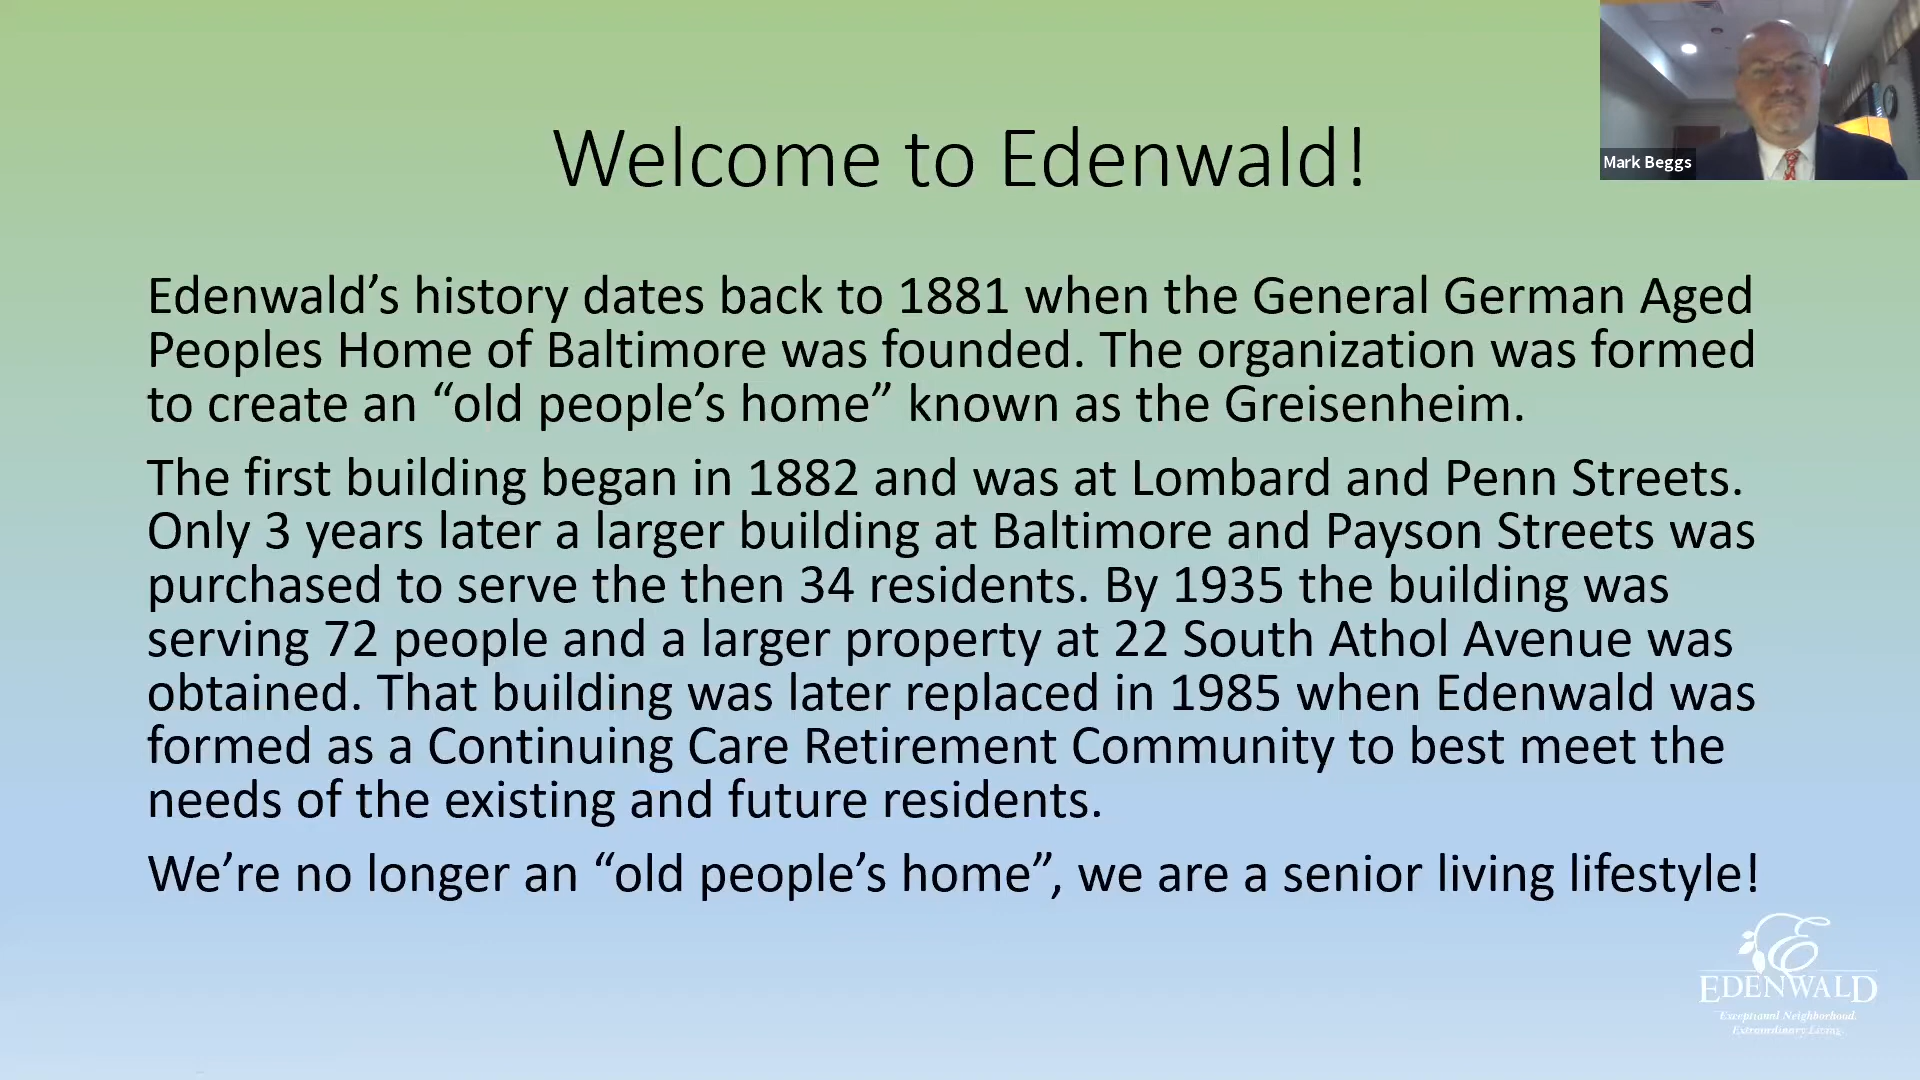 Mark Beggs
Welcome to Edenwald!
Edenwald’s history dates back to 1881 when the General German Aged
Peoples Home of Baltimore was founded. The organization was formed
to create an “old people’s home” known as the Greisenheim.
The first building began in 1882 and was at Lombard and Penn Streets.
Only 3 years later a larger building at Baltimore and Payson Streets was
purchased to serve the then 34 residents. By 1935 the building was
serving 72 people and a larger property at 22 South Athol Avenue was
obtained. That building was later replaced in 1985 when Edenwald was
formed as a Continuing Care Retirement Community to best meet the
needs of the existing and future residents.
We’re no longer an “old people’s home”, we are a senior living lifestyle!
E
EDENWALD
Exceptional Neighborhood.
Extraordinary Living.